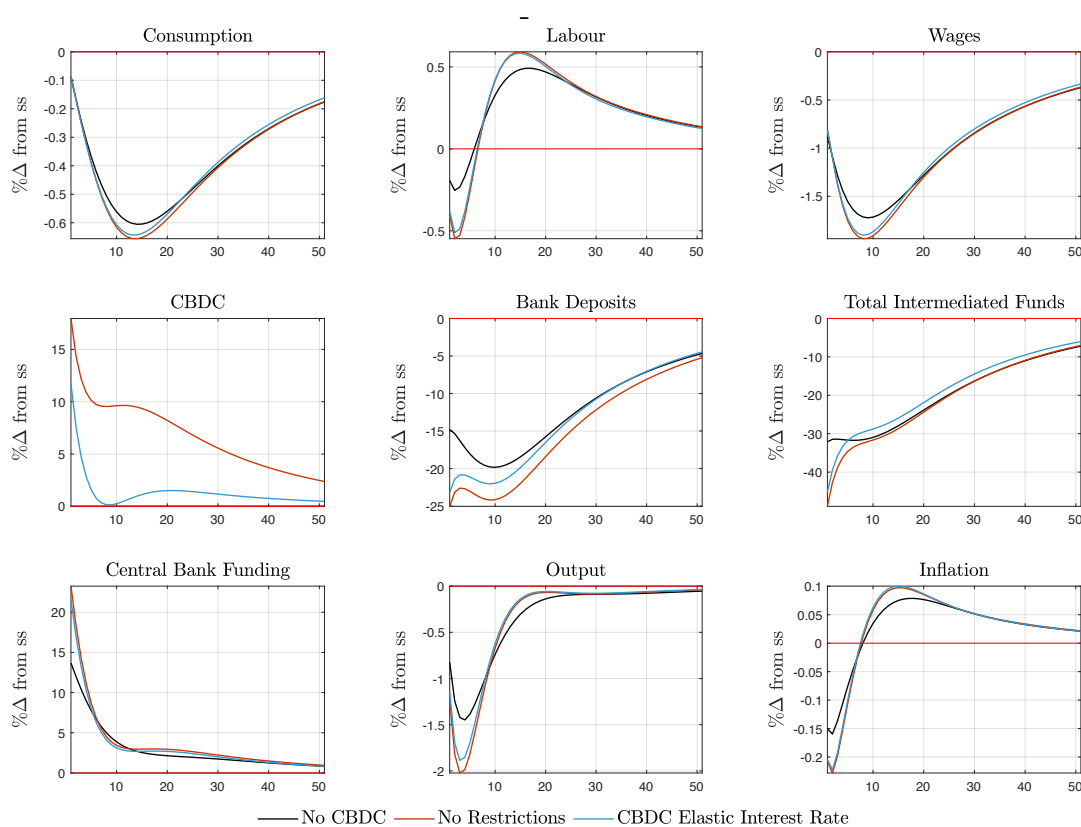 Consumption
Labour
Wages
%Δ from ss
0
-0.1
-0.2
-0.3
-0.4
-0.5
-0.6
10 20 30 40 50
%Δ from ss
0.5
0
-0.5
10 20 30 40 50
%Δ from ss
0
-0.5
-1
-1.5
10 20 30 40 50
CBDC
Bank Deposits
Total Intermediated Funds
%Δ from ss
15
10
5
0
10 20 30 40 50
%Δ from ss
0
-5
-10
-15
-20
-25
10 20 30 40 50
%Δ from ss
0
-10
-20
-30
-40
10 20 30 40 50
Central Bank Funding
Output
Inflation
%Δ from ss
20
15
10
5
0
10 20 30 40 50
%Δ from ss
0
-0.5
-1
-1.5
-2
10 20 30 40 50
%Δ from ss
0.1
0.05
0
-0.05
-0.1
-0.15
-0.2
10 20 30 40 50
No CBDC No Restrictions CBDC Elastic Interest Rate